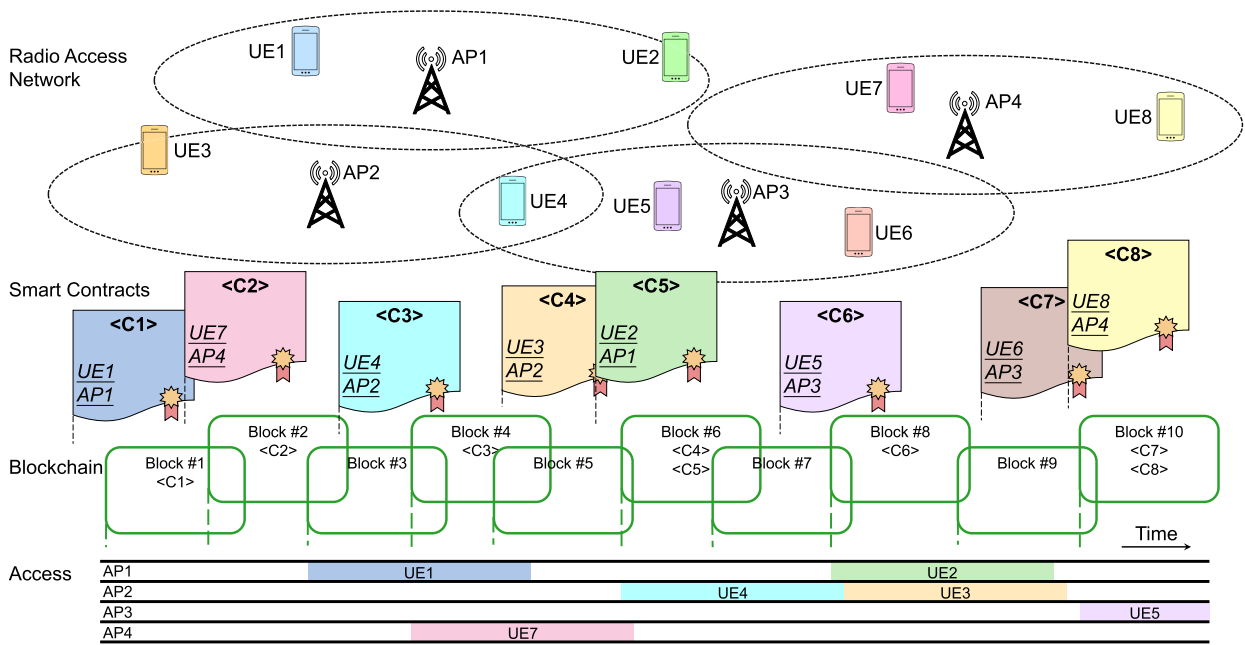 Radio Access
Network
UE1
AP1
UE2
UE7
AP4
UE8
UE3
AP2
UE4
UE5
AP3
UE6
Smart Contracts
<C1>
UE1
AP1
<C2>
UE7
AP4
<C3>
UE4
AP2
<C4>
UE3
AP2
<C5>
UE2
AP1
<C6>
UE5
AP3
<C7>
UE6
AP3
<C8>
UE8
AP4
Blockchain
Block #1
<C1>
Block #2
<C2>
Block #3
Block #4
<C3>
Block #5
Block #6
<C4>
<C5>
Block #7
Block #8
<C6>
Block #9
Block #10
<C7>
<C8>
Time
Access
AP1 UE1 UE2
AP2 UE4 UE3
AP3 UE5
AP4 UE7